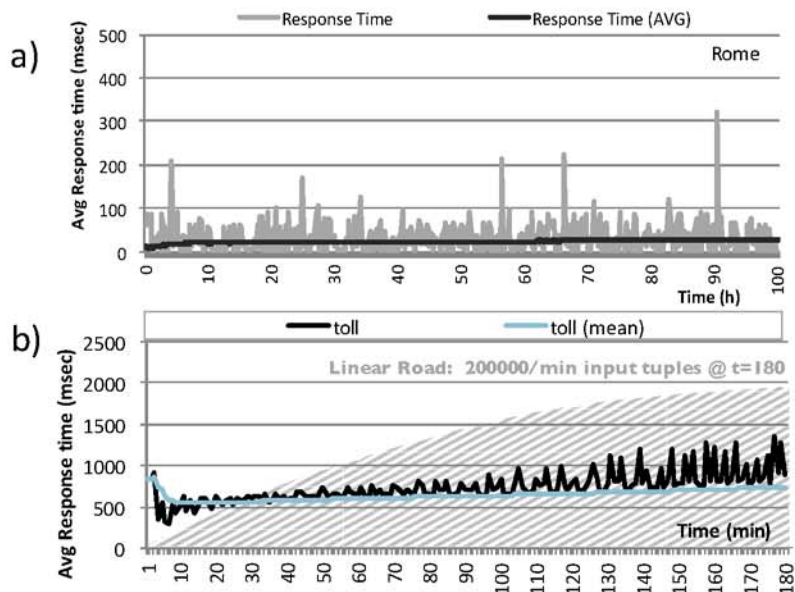 Response Time Response Time (AVG)
a)
Avg Response time (msec)
500
400
300
200
100
0
Rome
0 10 20 30 40 50 60 70 80 90 100
Time (h)
toll toll (mean)
b)
Avg Response time (msec)
2500
2000
1500
1000
500
0
Linear Road: 200000/min input tuples @ t=180
Time (min)
1 10 20 30 40 50 60 70 80 90 100 110 120 130 140 150 160 170 180